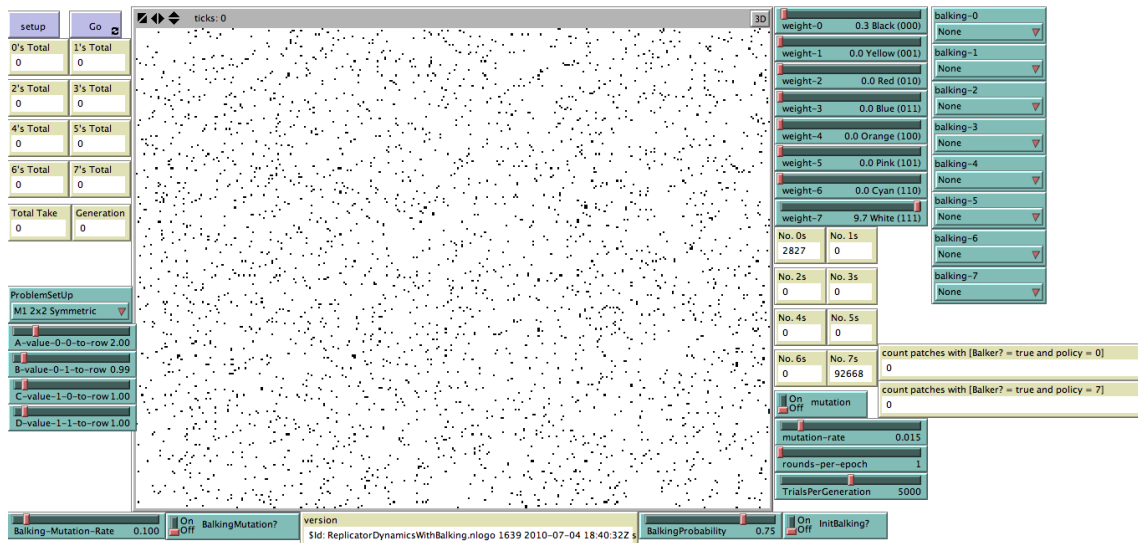 setup
Go
ticks: 0
3D
0's Total
0
1's Total
0
2's Total
0
3's Total
0
4's Total
0
5's Total
0
6's Total
0
7's Total
0
Total Take
0
Generation
0
ProblemSetUp
M1 2x2 Symmetric
A-value-0-0-to-row 2.00
B-value-0-1-to-row 0.99
C-value-1-0-to-row 1.00
D-value-1-1-to-row 1.00
weight-0 0.3 Black (000)
weight-1 0.0 Yellow (001)
weight-2 0.0 Red (010)
weight-3 0.0 Blue (011)
weight-4 0.0 Orange (100)
weight-5 0.0 Pink (101)
weight-6 0.0 Cyan (110)
weight-7 9.7 White (111)
balking-0
None
balking-1
None
balking-2
None
balking-3
None
balking-4
None
balking-5
None
balking-6
None
balking-7
None
No. 0s
2827
No. 1s
0
No. 2s
0
No. 3s
0
No. 4s
0
No. 5s
0
No. 6s
0
No. 7s
92668
count patches with [Balker? = true and policy = 0]
0
count patches with [Balker? = true and policy = 7]
0
On
Off
mutation
mutation-rate 0.015
rounds-per-epoch 1
TrialsPerGeneration 5000
Balking-Mutation-Rate 0.100
On
Off
BalkingMutation?
version
$Id: ReplicatorDynamicsWithBalking.nlogo 1639 2010-07-04 18:40:32Z s
BalkingProbability 0.75
On
Off
InitBalking?